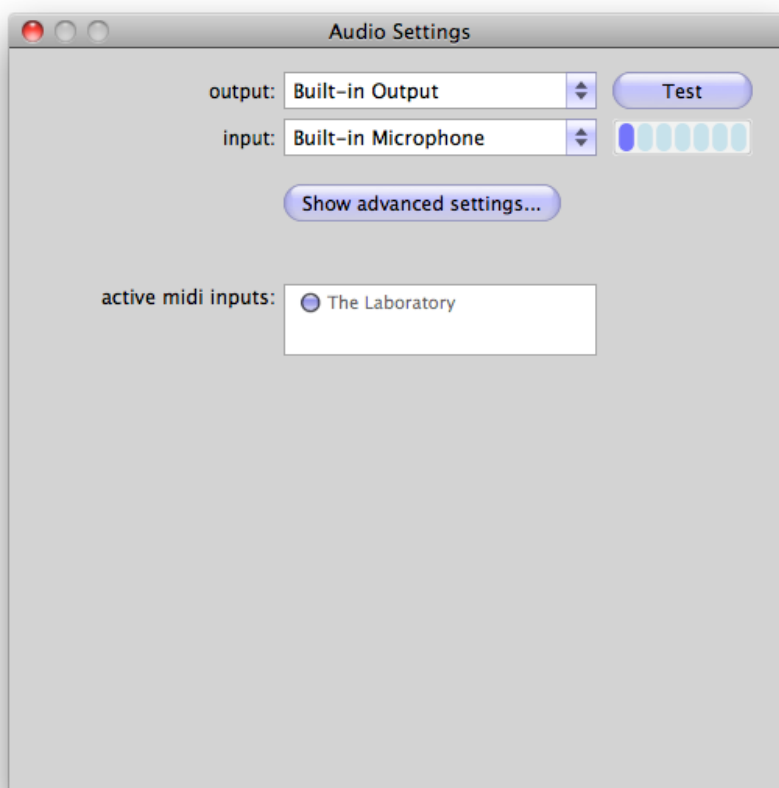 Audio Settings
output: Built-in Output Test
input: Built-in Microphone
Show advanced settings...
active midi inputs: The Laboratory